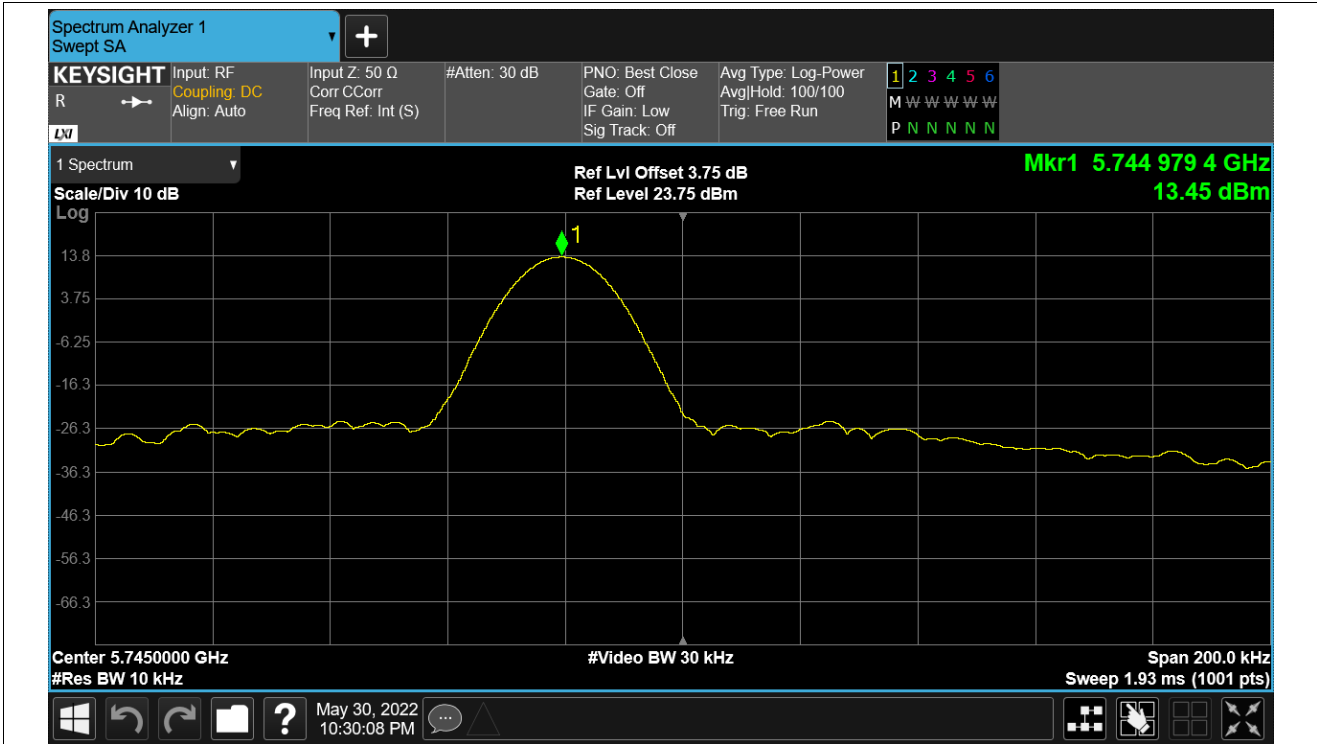 Spectrum Analyzer 1
Swept SA
KEYSIGHT
R
LXI
Input: RF
Coupling: DC
Align: Auto
Input Z: 50 Ω
Corr CCorr
Freq Ref: Int (S)
#Atten: 30 dB
PNO: Best Close
Gate: Off
IF Gain: Low
Sig Track: Off
Avg Type: Log-Power
Avg|Hold: 100/100
Trig: Free Run
1 2 3 4 5 6
M W W W W W
P N N N N N
1 Spectrum
Scale/Div 10 dB
Log
Ref Lvl Offset 3.75 dB
Ref Level 23.75 dBm
Mkr1 5.744 979 4 GHz
13.45 dBm
1
13.8
3.75
-6.25
-16.3
-26.3
-36.3
-46.3
-56.3
-66.3
Center 5.7450000 GHz
#Res BW 10 kHz
#Video BW 30 kHz
Span 200.0 kHz
Sweep 1.93 ms (1001 pts)
?
May 30, 2022
10:30:08 PM